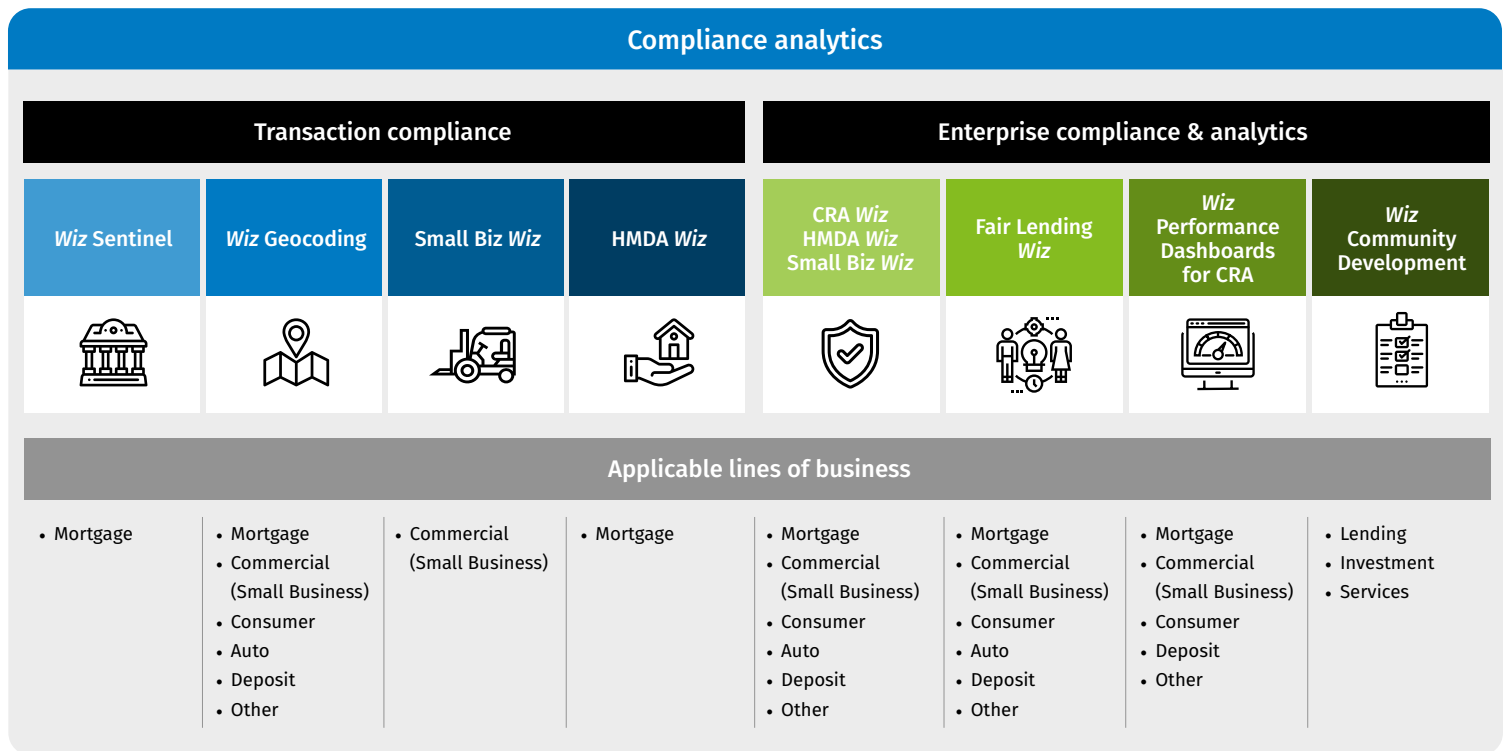 Compliance analytics
Transaction compliance
Enterprise compliance & analytics
Wiz Sentinel
Wiz Geocoding
Small Biz Wiz
HMDA Wiz
CRA Wiz
HMDA Wiz
Small Biz Wiz
Fair Lending
Wiz
Wiz
Performance
Dashboards
for CRA
Wiz
Community
Development
Applicable lines of business
• Mortgage
• Mortgage
• Commercial
(Small Business)
• Consumer
• Auto
• Deposit
• Other
• Commercial
(Small Business)
• Mortgage
• Mortgage
• Commercial
(Small Business)
• Consumer
• Auto
• Deposit
• Other
• Mortgage
• Commercial
(Small Business)
• Consumer
• Auto
• Deposit
• Other
• Mortgage
• Commercial
(Small Business)
• Consumer
• Deposit
• Other
• Lending
• Investment
• Services